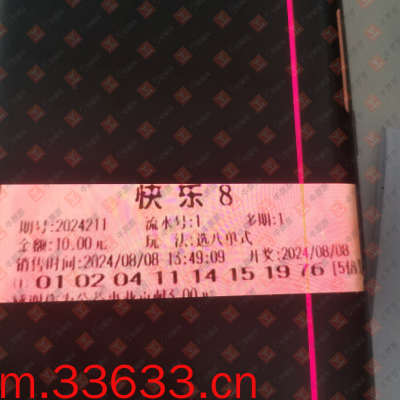 快乐8
期号:2024211 流水号:1 多期:1
金额:10.00元 玩法:选八单式
销售时间:2024/08/08 15:49:09 开奖:2024/08/08
01 02 04 11 14 15 19 76 [5倍]
m.33633.cn